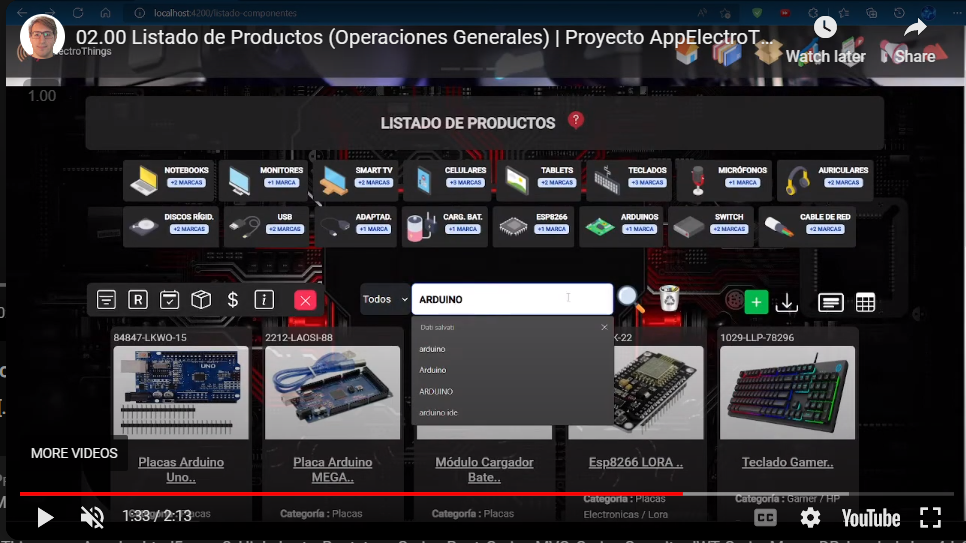 localhost:4200/listado-componentes
02.00 Listado de Productos (Operaciones Generales) | Proyecto AppElectroT...
ectroThings
Watch later
Share
1.00
LISTADO DE PRODUCTOS
NOTEBOOKS
+2 MARCAS
MONITORES
+1 MARCA
SMART TV
+2 MARCAS
CELULARES
+3 MARCAS
TABLETS
+2 MARCAS
TECLADOS
+3 MARCAS
MICRÓFONOS
+1 MARCA
AURICULARES
+2 MARCAS
DISCOS RÍGID.
+2 MARCAS
USB
+2 MARCAS
ADAPTAD.
+1 MARCA
CARG. BAT.
+1 MARCA
ESP8266
+1 MARCA
ARDUINOS
+1 MARCA
SWITCH
+2 MARCAS
CABLE DE RED
+2 MARCAS
Todos
ARDUINO
Dati salvati
arduino
Arduino
ARDUINO
arduino ide
84847-LKWO-15
2212-LAOSI-88
K-22
1029-LLP-78296
UNO
MORE VIDEOS
Placas Arduino
Uno..
Placa Arduino
MEGA..
Módulo Cargador
Bate..
Esp8266 LORA ..
Teclado Gamer..
Categoría : Placas
Categoría : Placas
Categoría : Placas
Electronicas / Lora
Categoría : Gamer / HP
1:33 / 2:13
CC
YouTube